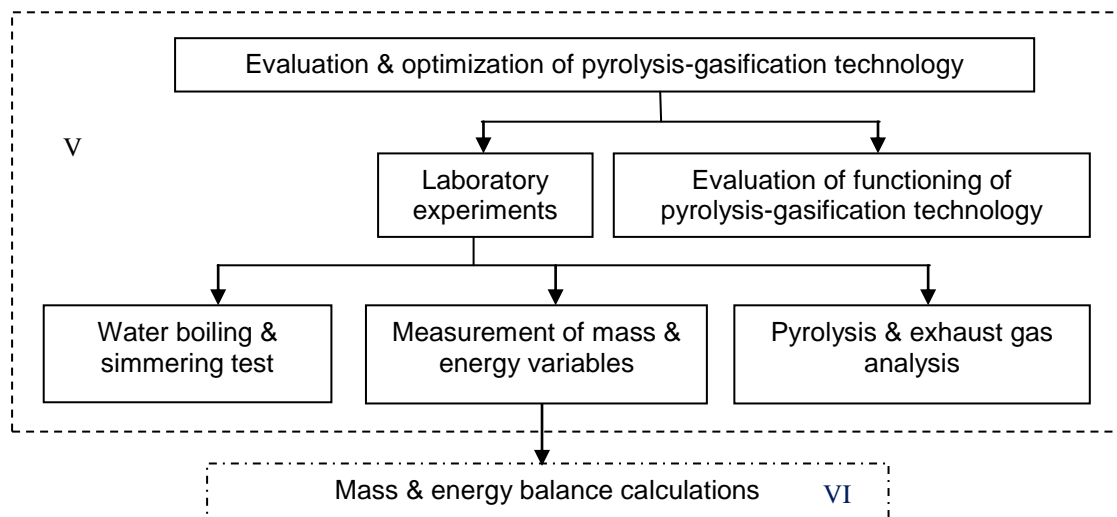 Evaluation & optimization of pyrolysis-gasification technology
V
Laboratory
experiments
Evaluation of functioning of
pyrolysis-gasification technology
Water boiling &
simmering test
Measurement of mass &
energy variables
Pyrolysis & exhaust gas
analysis
Mass & energy balance calculations
VI